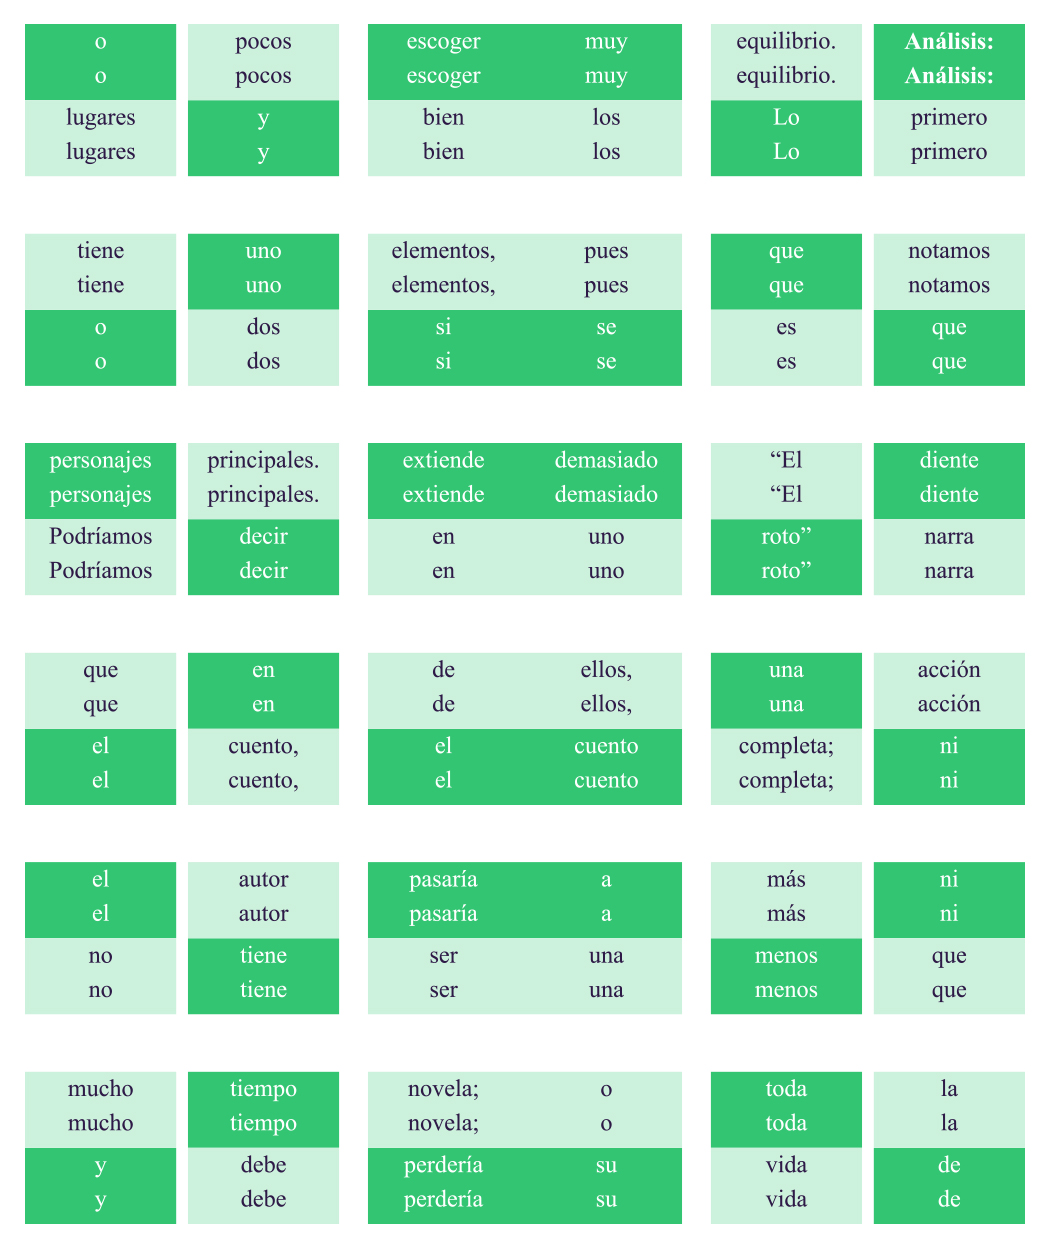 o pocos escoger muy equilibrio. Análisis:
o pocos escoger muy equilibrio. Análisis:
lugares y bien los Lo primero
lugares y bien los Lo primero
tiene uno elementos, pues que notamos
tiene uno elementos, pues que notamos
o dos si se es que
o dos si se es que
personajes principales. extiende demasiado “El diente
personajes principales. extiende demasiado “El diente
Podríamos decir en uno roto” narra
Podríamos decir en uno roto” narra
que en de ellos, una acción
que en de ellos, una acción
el cuento, el cuento completa; ni
el cuento, el cuento completa; ni
el autor pasaría a más ni
el autor pasaría a más ni
no tiene ser una menos que
no tiene ser una menos que
mucho tiempo novela; o toda la
mucho tiempo novela; o toda la
y debe perdería su vida de
y debe perdería su vida de